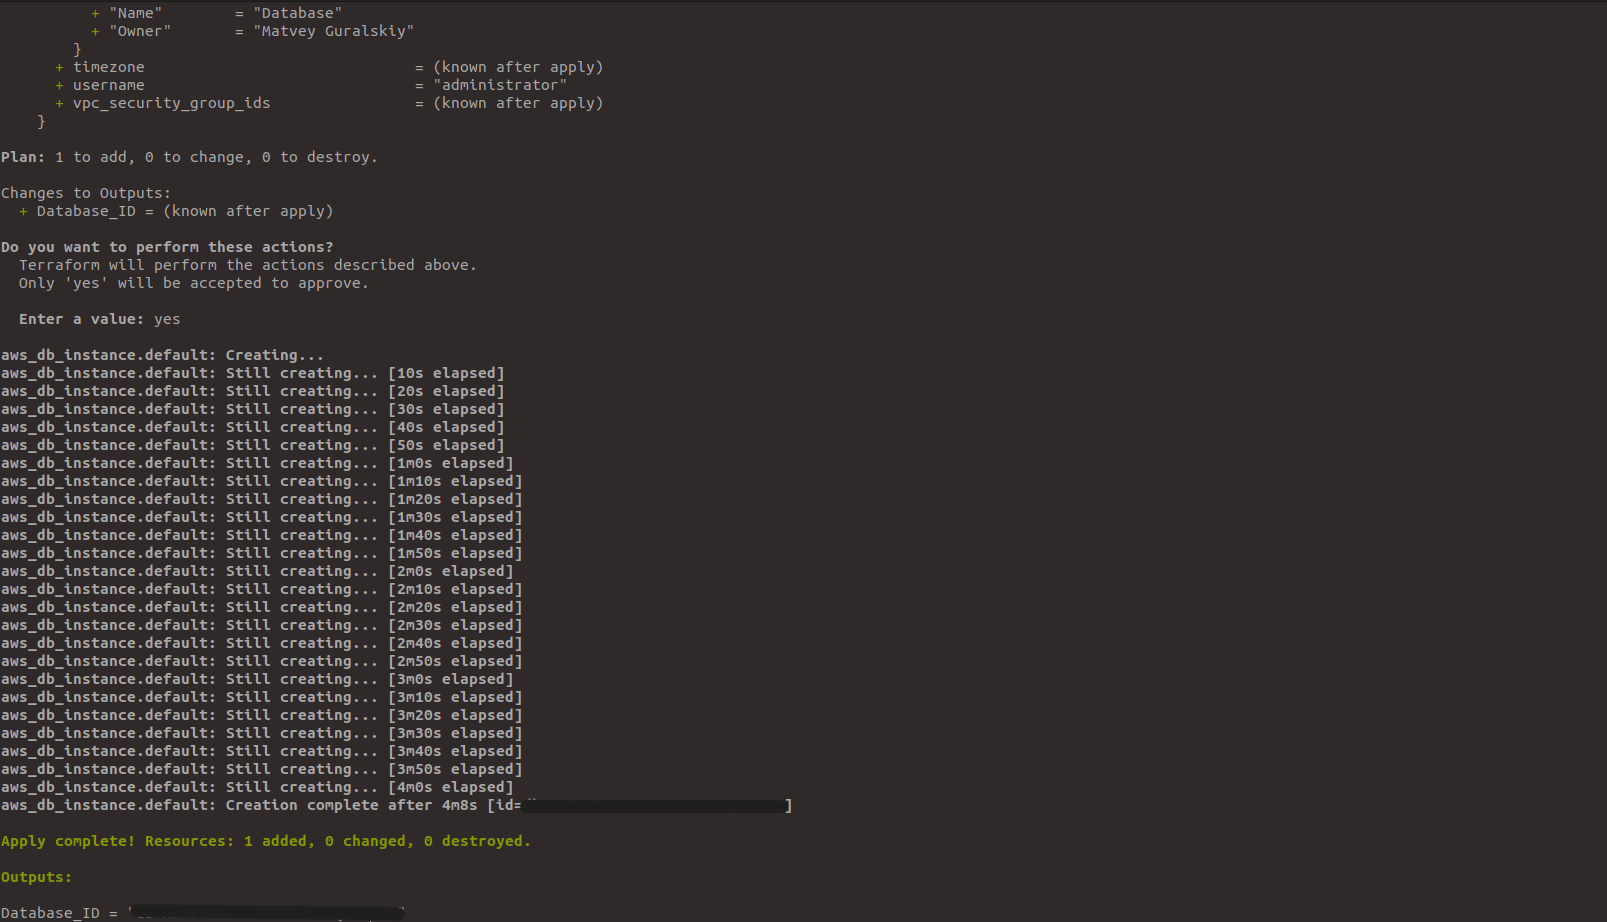 + "Name" = "Database"
+ "Owner" = "Matvey Guralskiy"
}
+ timezone = (known after apply)
+ username = "administrator"
+ vpc_security_group_ids = (known after apply)
}
Plan: 1 to add, 0 to change, 0 to destroy.
Changes to Outputs:
+ Database_ID = (known after apply)
Do you want to perform these actions?
Terraform will perform the actions described above.
Only 'yes' will be accepted to approve.
Enter a value: yes
aws_db_instance.default: Creating...
aws_db_instance.default: Still creating... [10s elapsed]
aws_db_instance.default: Still creating... [20s elapsed]
aws_db_instance.default: Still creating... [30s elapsed]
aws_db_instance.default: Still creating... [40s elapsed]
aws_db_instance.default: Still creating... [50s elapsed]
aws_db_instance.default: Still creating... [1m0s elapsed]
aws_db_instance.default: Still creating... [1m10s elapsed]
aws_db_instance.default: Still creating... [1m20s elapsed]
aws_db_instance.default: Still creating... [1m30s elapsed]
aws_db_instance.default: Still creating... [1m40s elapsed]
aws_db_instance.default: Still creating... [1m50s elapsed]
aws_db_instance.default: Still creating... [2m0s elapsed]
aws_db_instance.default: Still creating... [2m10s elapsed]
aws_db_instance.default: Still creating... [2m20s elapsed]
aws_db_instance.default: Still creating... [2m30s elapsed]
aws_db_instance.default: Still creating... [2m40s elapsed]
aws_db_instance.default: Still creating... [2m50s elapsed]
aws_db_instance.default: Still creating... [3m0s elapsed]
aws_db_instance.default: Still creating... [3m10s elapsed]
aws_db_instance.default: Still creating... [3m20s elapsed]
aws_db_instance.default: Still creating... [3m30s elapsed]
aws_db_instance.default: Still creating... [3m40s elapsed]
aws_db_instance.default: Still creating... [3m50s elapsed]
aws_db_instance.default: Still creating... [4m0s elapsed]
aws_db_instance.default: Creation complete after 4m8s [id= ]
Apply complete! Resources: 1 added, 0 changed, 0 destroyed.
Outputs:
Database_ID =